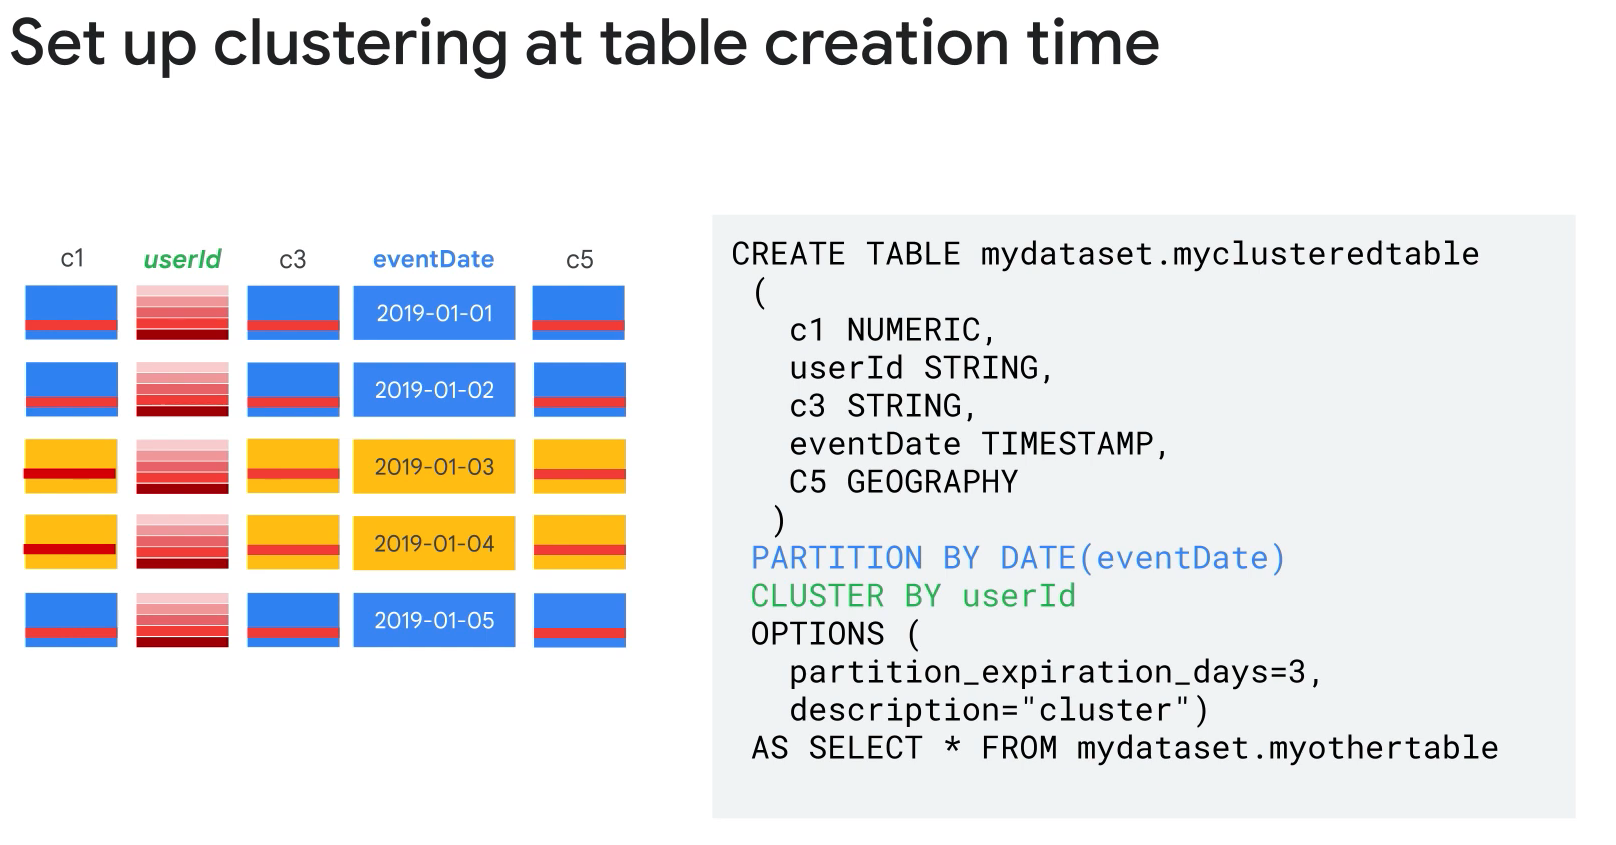 Set up clustering at table creation time
c1 userId c3 eventDate c5
2019-01-01
2019-01-02
2019-01-03
2019-01-04
2019-01-05
CREATE TABLE mydataset.myclusteredtable
(
c1 NUMERIC,
userId STRING,
c3 STRING,
eventDate TIMESTAMP,
C5 GEOGRAPHY
)
PARTITION BY DATE(eventDate)
CLUSTER BY userId
OPTIONS (
partition_expiration_days=3,
description="cluster")
AS SELECT * FROM mydataset.myothertable